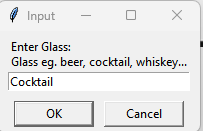 Input
Enter Glass:
Glass eg. beer, cocktail, whiskey...
Cocktail
OK
Cancel